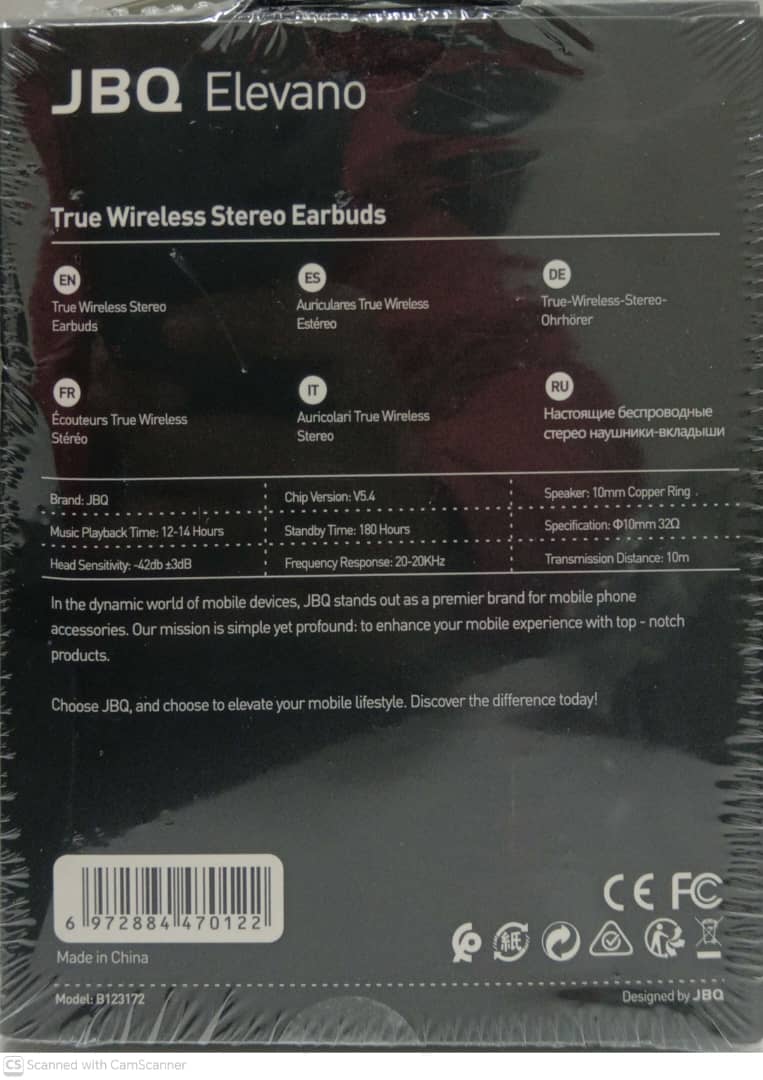 JBQ Elevano
True Wireless Stereo Earbuds
EN
True Wireless Stereo
Earbuds
ES
Auriculares True Wireless
Estéreo
DE
True-Wireless-Stereo-
Ohrhörer
FR
Écouteurs True Wireless
Stéréo
IT
Auricolari True Wireless
Stereo
RU
Настоящие беспроводные
стерео наушники-вкладыши
Brand: JBQ
Chip Version: V5.4
Speaker: 10mm Copper Ring
Music Playback Time: 12-14 Hours
Standby Time: 180 Hours
Specification: Φ10mm 32Ω
Head Sensitivity: -42db ±3dB
Frequency Response: 20-20KHz
Transmission Distance: 10m
In the dynamic world of mobile devices, JBQ stands out as a premier brand for mobile phone
accessories. Our mission is simple yet profound: to enhance your mobile experience with top - notch
products.
Choose JBQ, and choose to elevate your mobile lifestyle. Discover the difference today!
CE FC
6 972884 470122
紙
Made in China
Model: B123172
Designed by JBQ
CS Scanned with CamScanner